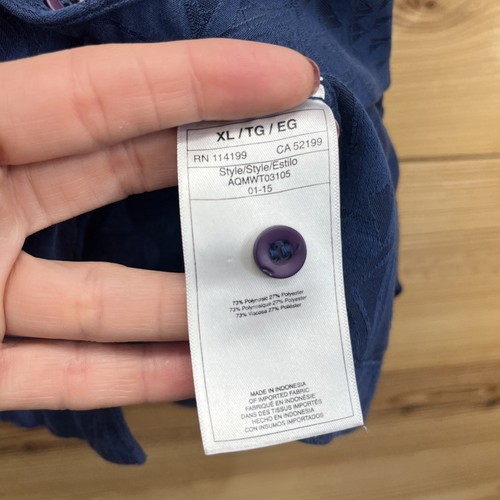 XL / TG / EG
RN 114199 CA 52199
Style/Style/Estilo
AQMWT03105
01-15
73% Polynosic 27% Polyester
73% Polynosique 27% Polyester
73% Viscosa 27% Poliéster
MADE IN INDONESIA
OF IMPORTED FABRIC
FABRIQUÉ EN INDONÉSIE
DANS DES TISSUS IMPORTÉS
HECHO EN INDONESIA
CON INSUMOS IMPORTADOS